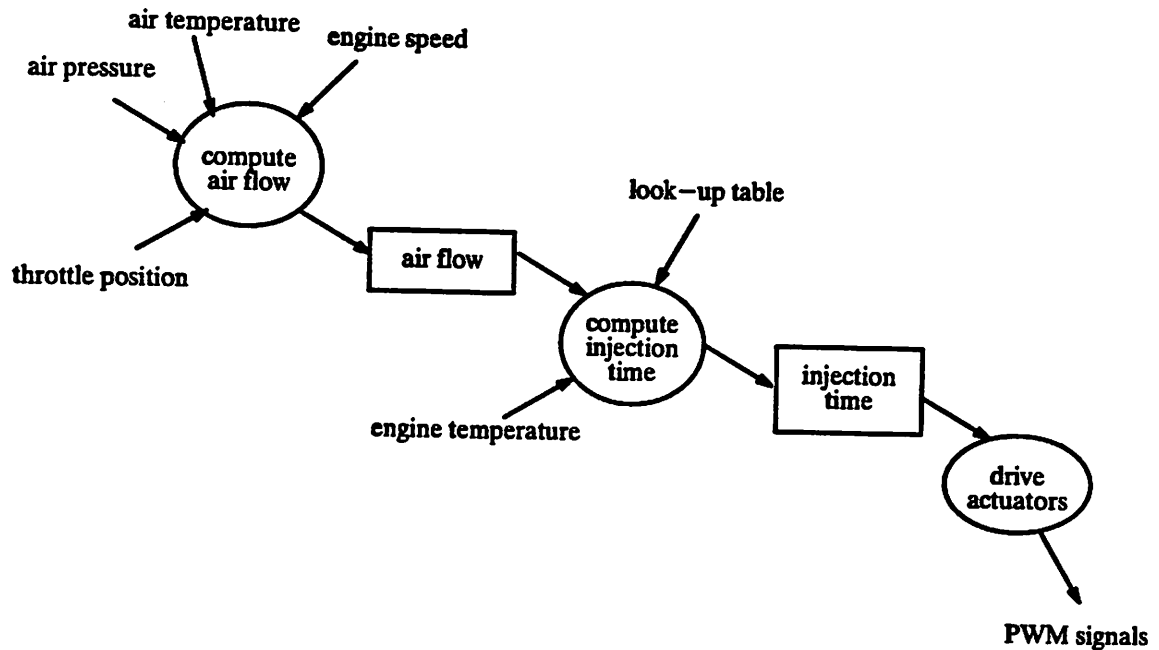 air temperature
engine speed
air pressure
compute
air flow
look-up table
throttle position
air flow
compute
injection
time
injection
time
engine temperature
drive
actuators
PWM signals